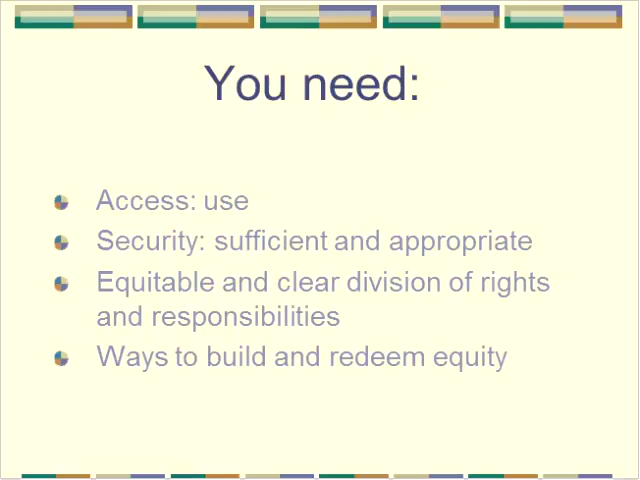 You need:
Access: use
Security: sufficient and appropriate
Equitable and clear division of rights
and responsibilities
Ways to build and redeem equity